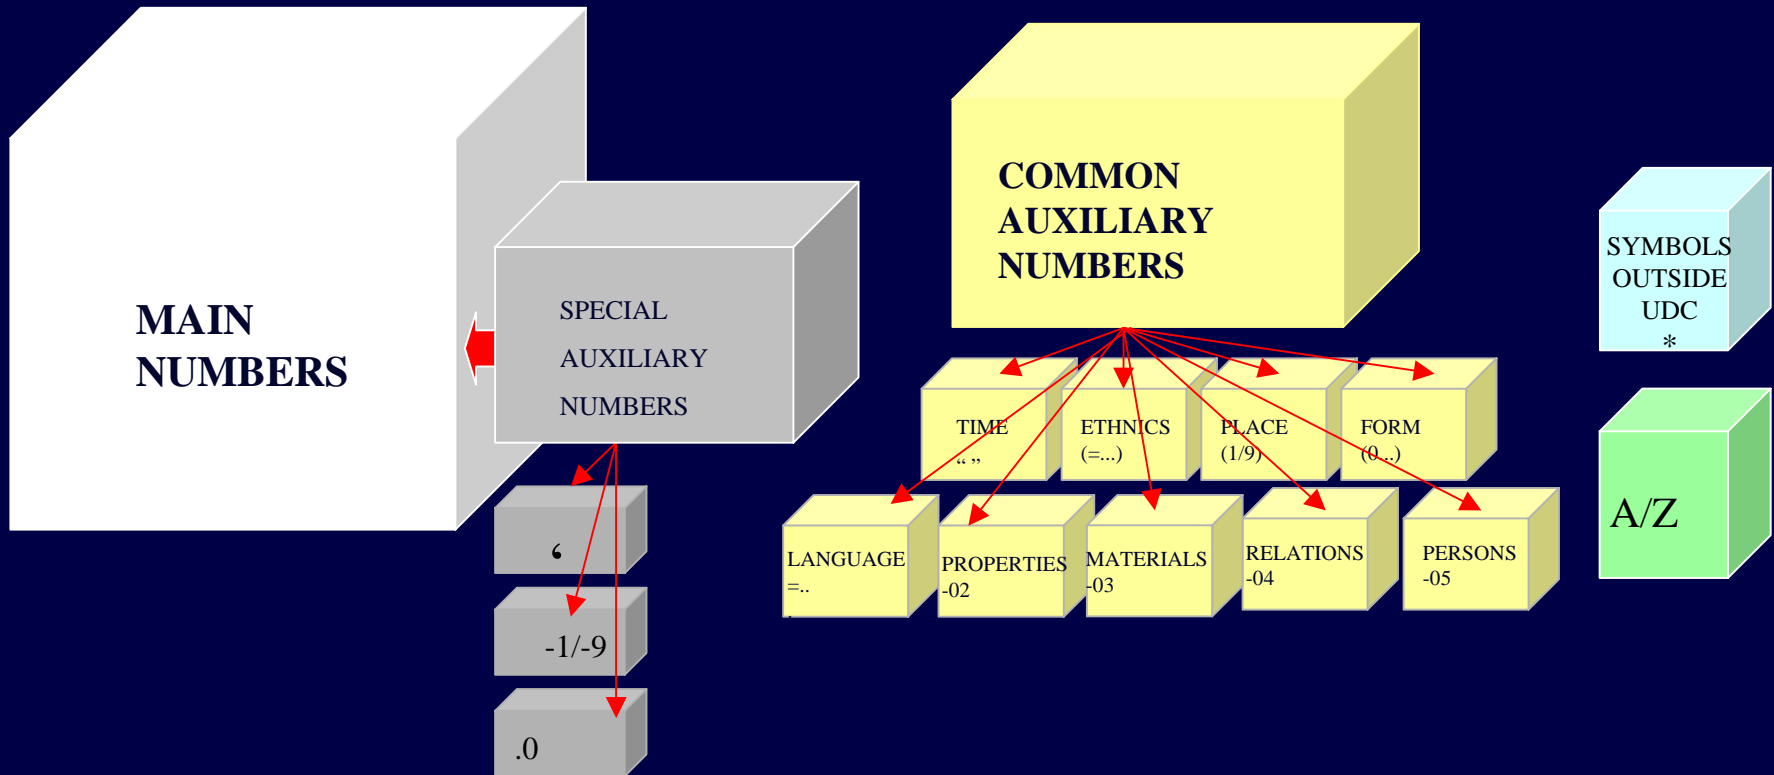 MAIN
NUMBERS
SPECIAL
AUXILIARY
NUMBERS
‘
-1/-9
.0
COMMON
AUXILIARY
NUMBERS
TIME
“ ”
ETHNICS
(=...)
PLACE
(1/9)
FORM
(0...)
LANGUAGE
=..
.
PROPERTIES
-02
MATERIALS
-03
RELATIONS
-04
PERSONS
-05
SYMBOLS
OUTSIDE
UDC
*
A/Z